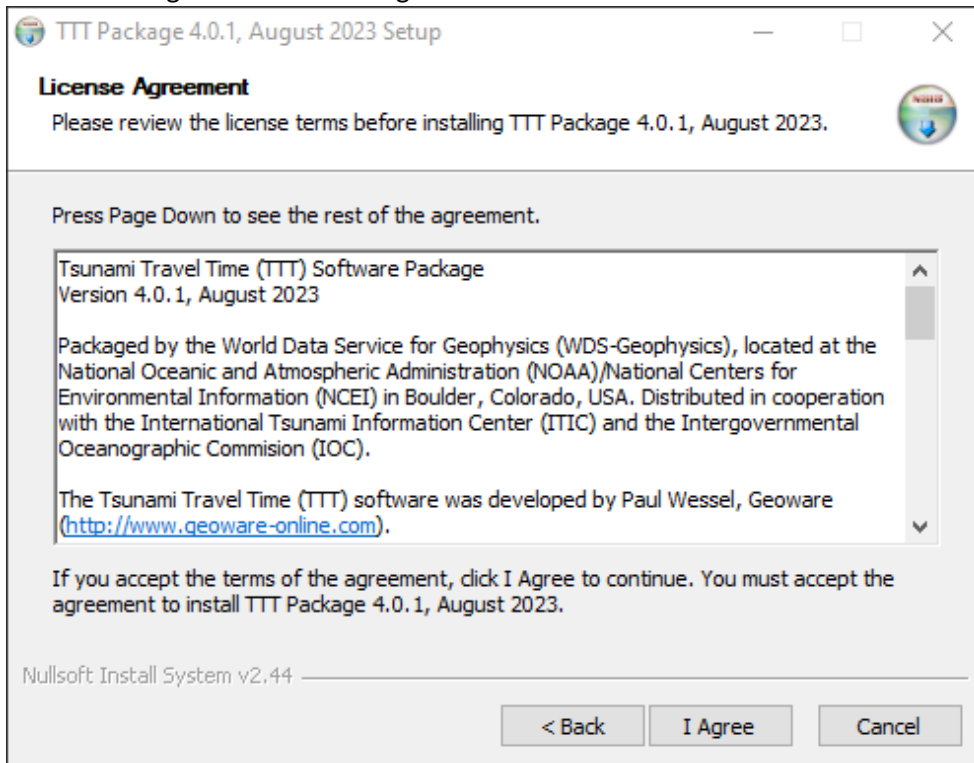 TTT Package 4.0.1, August 2023 Setup
License Agreement
Please review the license terms before installing TTT Package 4.0.1, August 2023.
Press Page Down to see the rest of the agreement.
Tsunami Travel Time (TTT) Software Package
Version 4.0.1, August 2023
Packaged by the World Data Service for Geophysics (WDS-Geophysics), located at the
National Oceanic and Atmospheric Administration (NOAA)/National Centers for
Environmental Information (NCEI) in Boulder, Colorado, USA. Distributed in cooperation
with the International Tsunami Information Center (ITIC) and the Intergovernmental
Oceanographic Commision (IOC).
The Tsunami Travel Time (TTT) software was developed by Paul Wessel, Geoware
(http://www.geoware-online.com).
If you accept the terms of the agreement, click I Agree to continue. You must accept the
agreement to install TTT Package 4.0.1, August 2023.
Nullsoft Install System v2.44
< Back
I Agree
Cancel